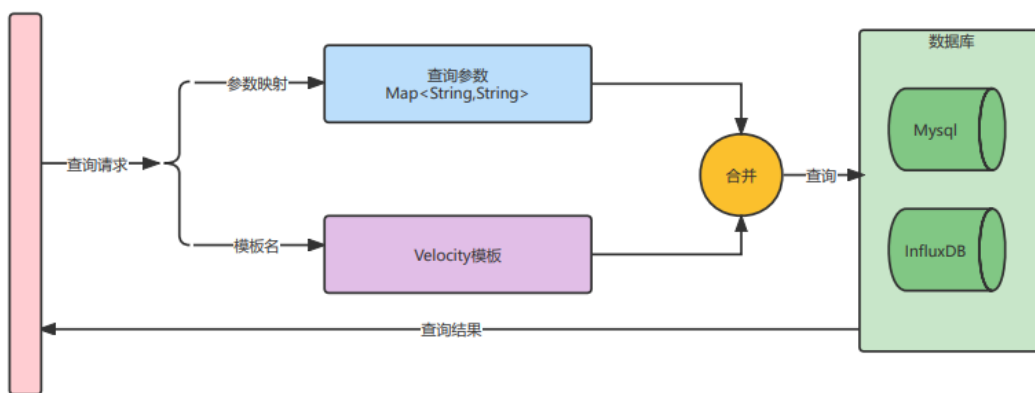 数据库
参数映射
查询参数
Map<String,String>
Mysql
查询请求
合并
查询
模板名
Velocity模板
InfluxDB
查询结果